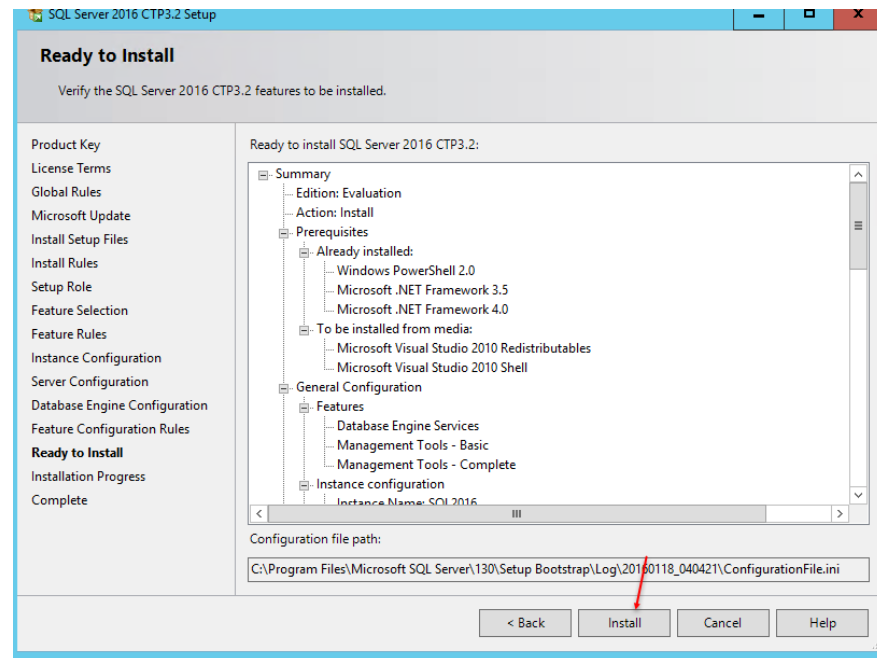 SQL Server 2016 CTP3.2 Setup
Ready to Install
Verify the SQL Server 2016 CTP3.2 features to be installed.
Product Key
License Terms
Global Rules
Microsoft Update
Install Setup Files
Install Rules
Setup Role
Feature Selection
Feature Rules
Instance Configuration
Server Configuration
Database Engine Configuration
Feature Configuration Rules
Ready to Install
Installation Progress
Complete
Ready to install SQL Server 2016 CTP3.2:
Summary
Edition: Evaluation
Action: Install
Prerequisites
Already installed:
Windows PowerShell 2.0
Microsoft .NET Framework 3.5
Microsoft .NET Framework 4.0
To be installed from media:
Microsoft Visual Studio 2010 Redistributables
Microsoft Visual Studio 2010 Shell
General Configuration
Features
Database Engine Services
Management Tools - Basic
Management Tools - Complete
Instance configuration
Instance Name: SQL2016
Configuration file path:
C:\Program Files\Microsoft SQL Server\130\Setup Bootstrap\Log\20160118_040421\ConfigurationFile.ini
< Back
Install
Cancel
Help